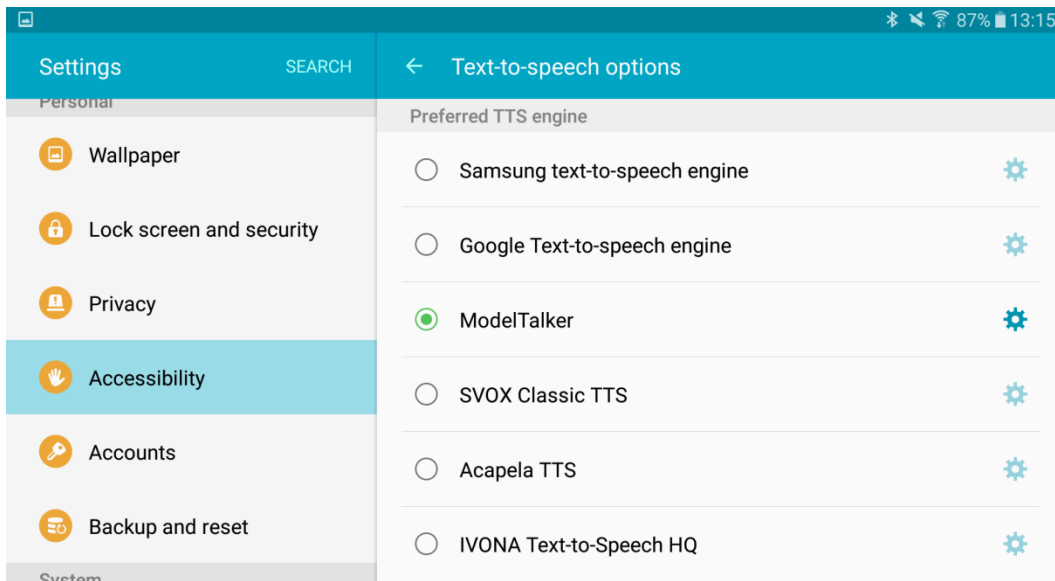 87% 13:15
Settings SEARCH
Personal
Wallpaper
Lock screen and security
Privacy
Accessibility
Accounts
Backup and reset
System
Text-to-speech options
Preferred TTS engine
Samsung text-to-speech engine
Google Text-to-speech engine
ModelTalker
SVOX Classic TTS
Acapela TTS
IVONA Text-to-Speech HQ